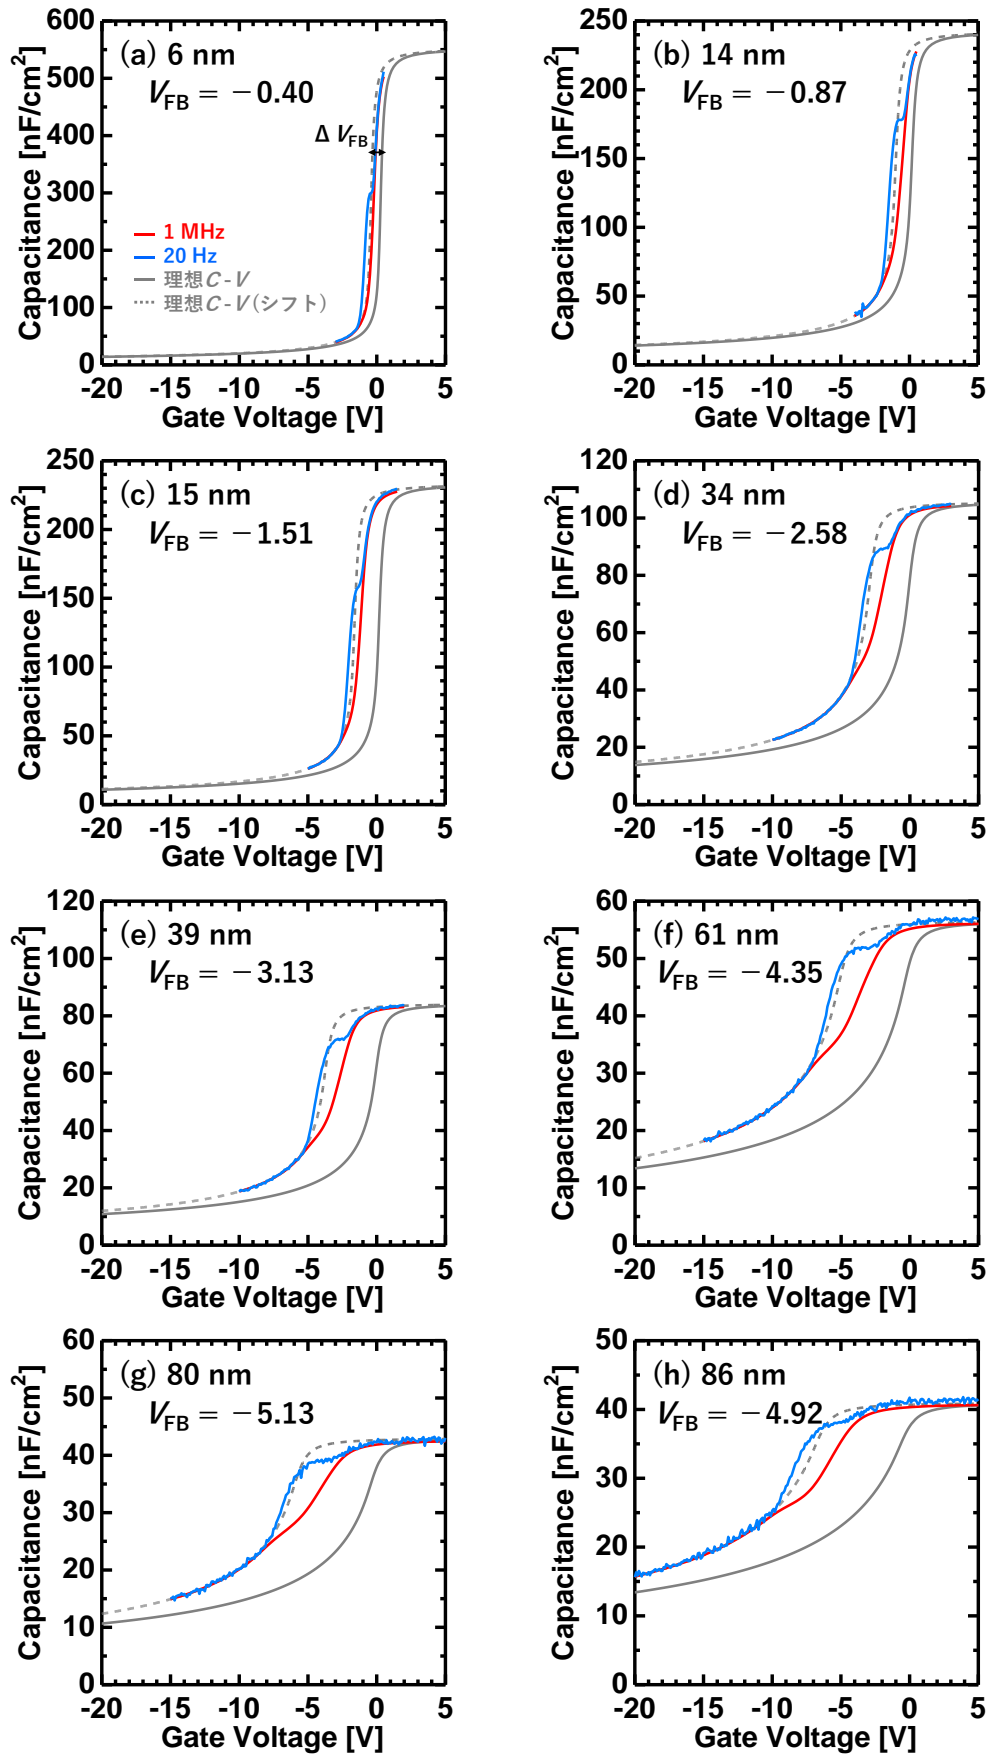 (a) 6 nm
V_FB = −0.40
Δ V_FB
1 MHz
20 Hz
理想C-V
理想C-V(シフト)
Capacitance [nF/cm²]
600
500
400
300
200
100
0
-20 -15 -10 -5 0 5
Gate Voltage [V]
(b) 14 nm
V_FB = −0.87
Capacitance [nF/cm²]
250
200
150
100
50
0
-20 -15 -10 -5 0 5
Gate Voltage [V]
(c) 15 nm
V_FB = −1.51
Capacitance [nF/cm²]
250
200
150
100
50
0
-20 -15 -10 -5 0 5
Gate Voltage [V]
(d) 34 nm
V_FB = −2.58
Capacitance [nF/cm²]
120
100
80
60
40
20
0
-20 -15 -10 -5 0 5
Gate Voltage [V]
(e) 39 nm
V_FB = −3.13
Capacitance [nF/cm²]
120
100
80
60
40
20
0
-20 -15 -10 -5 0 5
Gate Voltage [V]
(f) 61 nm
V_FB = −4.35
Capacitance [nF/cm²]
60
50
40
30
20
10
0
-20 -15 -10 -5 0 5
Gate Voltage [V]
(g) 80 nm
V_FB = −5.13
Capacitance [nF/cm²]
60
50
40
30
20
10
0
-20 -15 -10 -5 0 5
Gate Voltage [V]
(h) 86 nm
V_FB = −4.92
Capacitance [nF/cm²]
50
40
30
20
10
0
-20 -15 -10 -5 0 5
Gate Voltage [V]